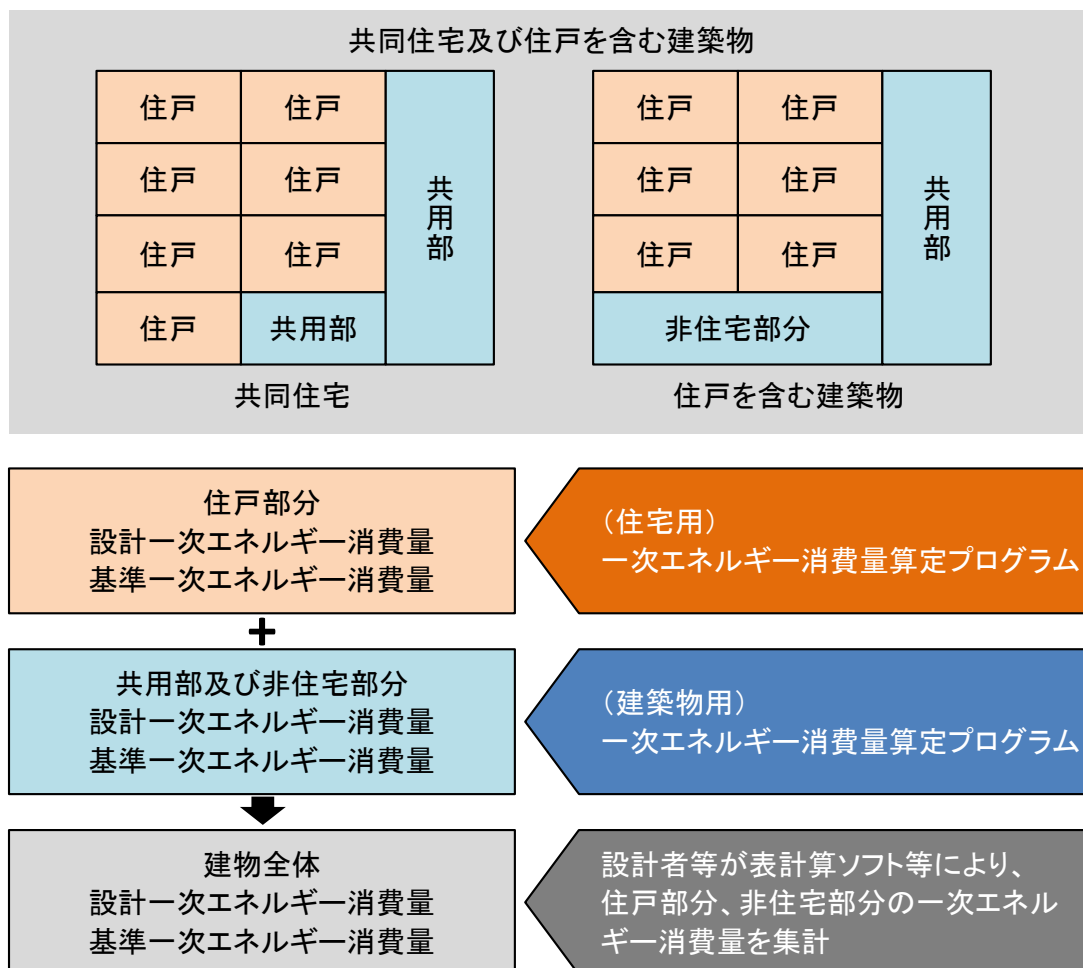 共同住宅及び住戸を含む建築物
住戸
住戸
住戸
住戸
住戸
住戸
住戸
共用部
共用部
共同住宅
住戸
住戸
住戸
住戸
住戸
住戸
非住宅部分
共用部
住戸を含む建築物
住戸部分
設計一次エネルギー消費量
基準一次エネルギー消費量
（住宅用）
一次エネルギー消費量算定プログラム
+
共用部及び非住宅部分
設計一次エネルギー消費量
基準一次エネルギー消費量
（建築物用）
一次エネルギー消費量算定プログラム
建物全体
設計一次エネルギー消費量
基準一次エネルギー消費量
設計者等が表計算ソフト等により、
住戸部分、非住宅部分の一次エネル
ギー消費量を集計